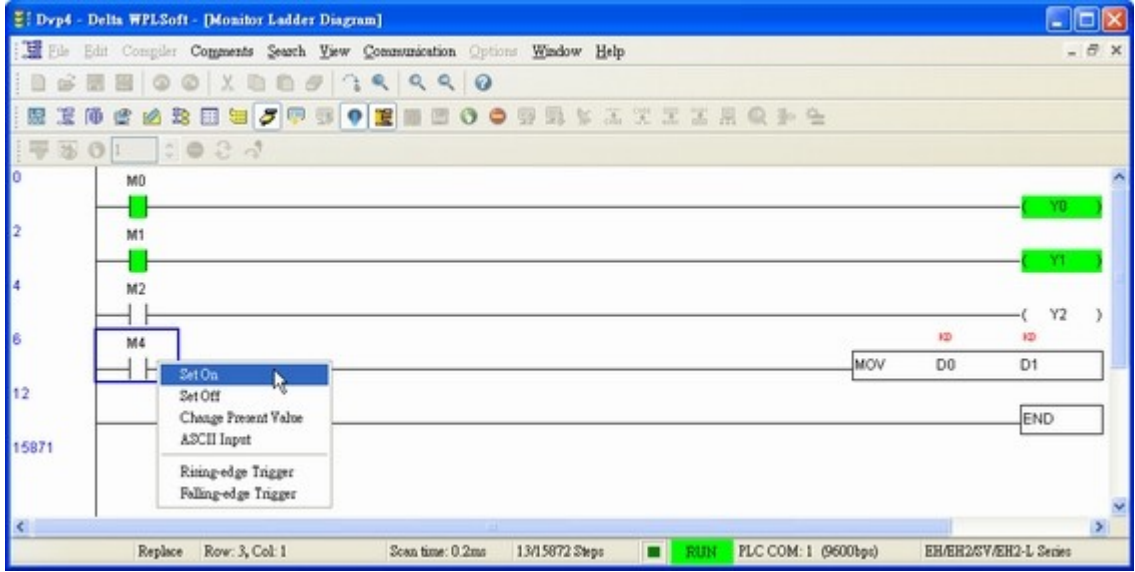 Dvp4 - Delta WPLSoft - [Monitor Ladder Diagram]
File Edit Compiler Comments Search View Communication Options Window Help
1
0
M0
Y0
2
M1
Y1
4
M2
Y2
6
M4
K0 K0
MOV D0 D1
Set On
Set Off
12
Change Present Value
END
ASCII Input
15871
Rising-edge Trigger
Falling-edge Trigger
Replace Row: 3, Col: 1 Scan time: 0.2ms 13/15872 Steps RUN PLC COM: 1 (9600bps) EH/EH2/SV/EH2-L Series